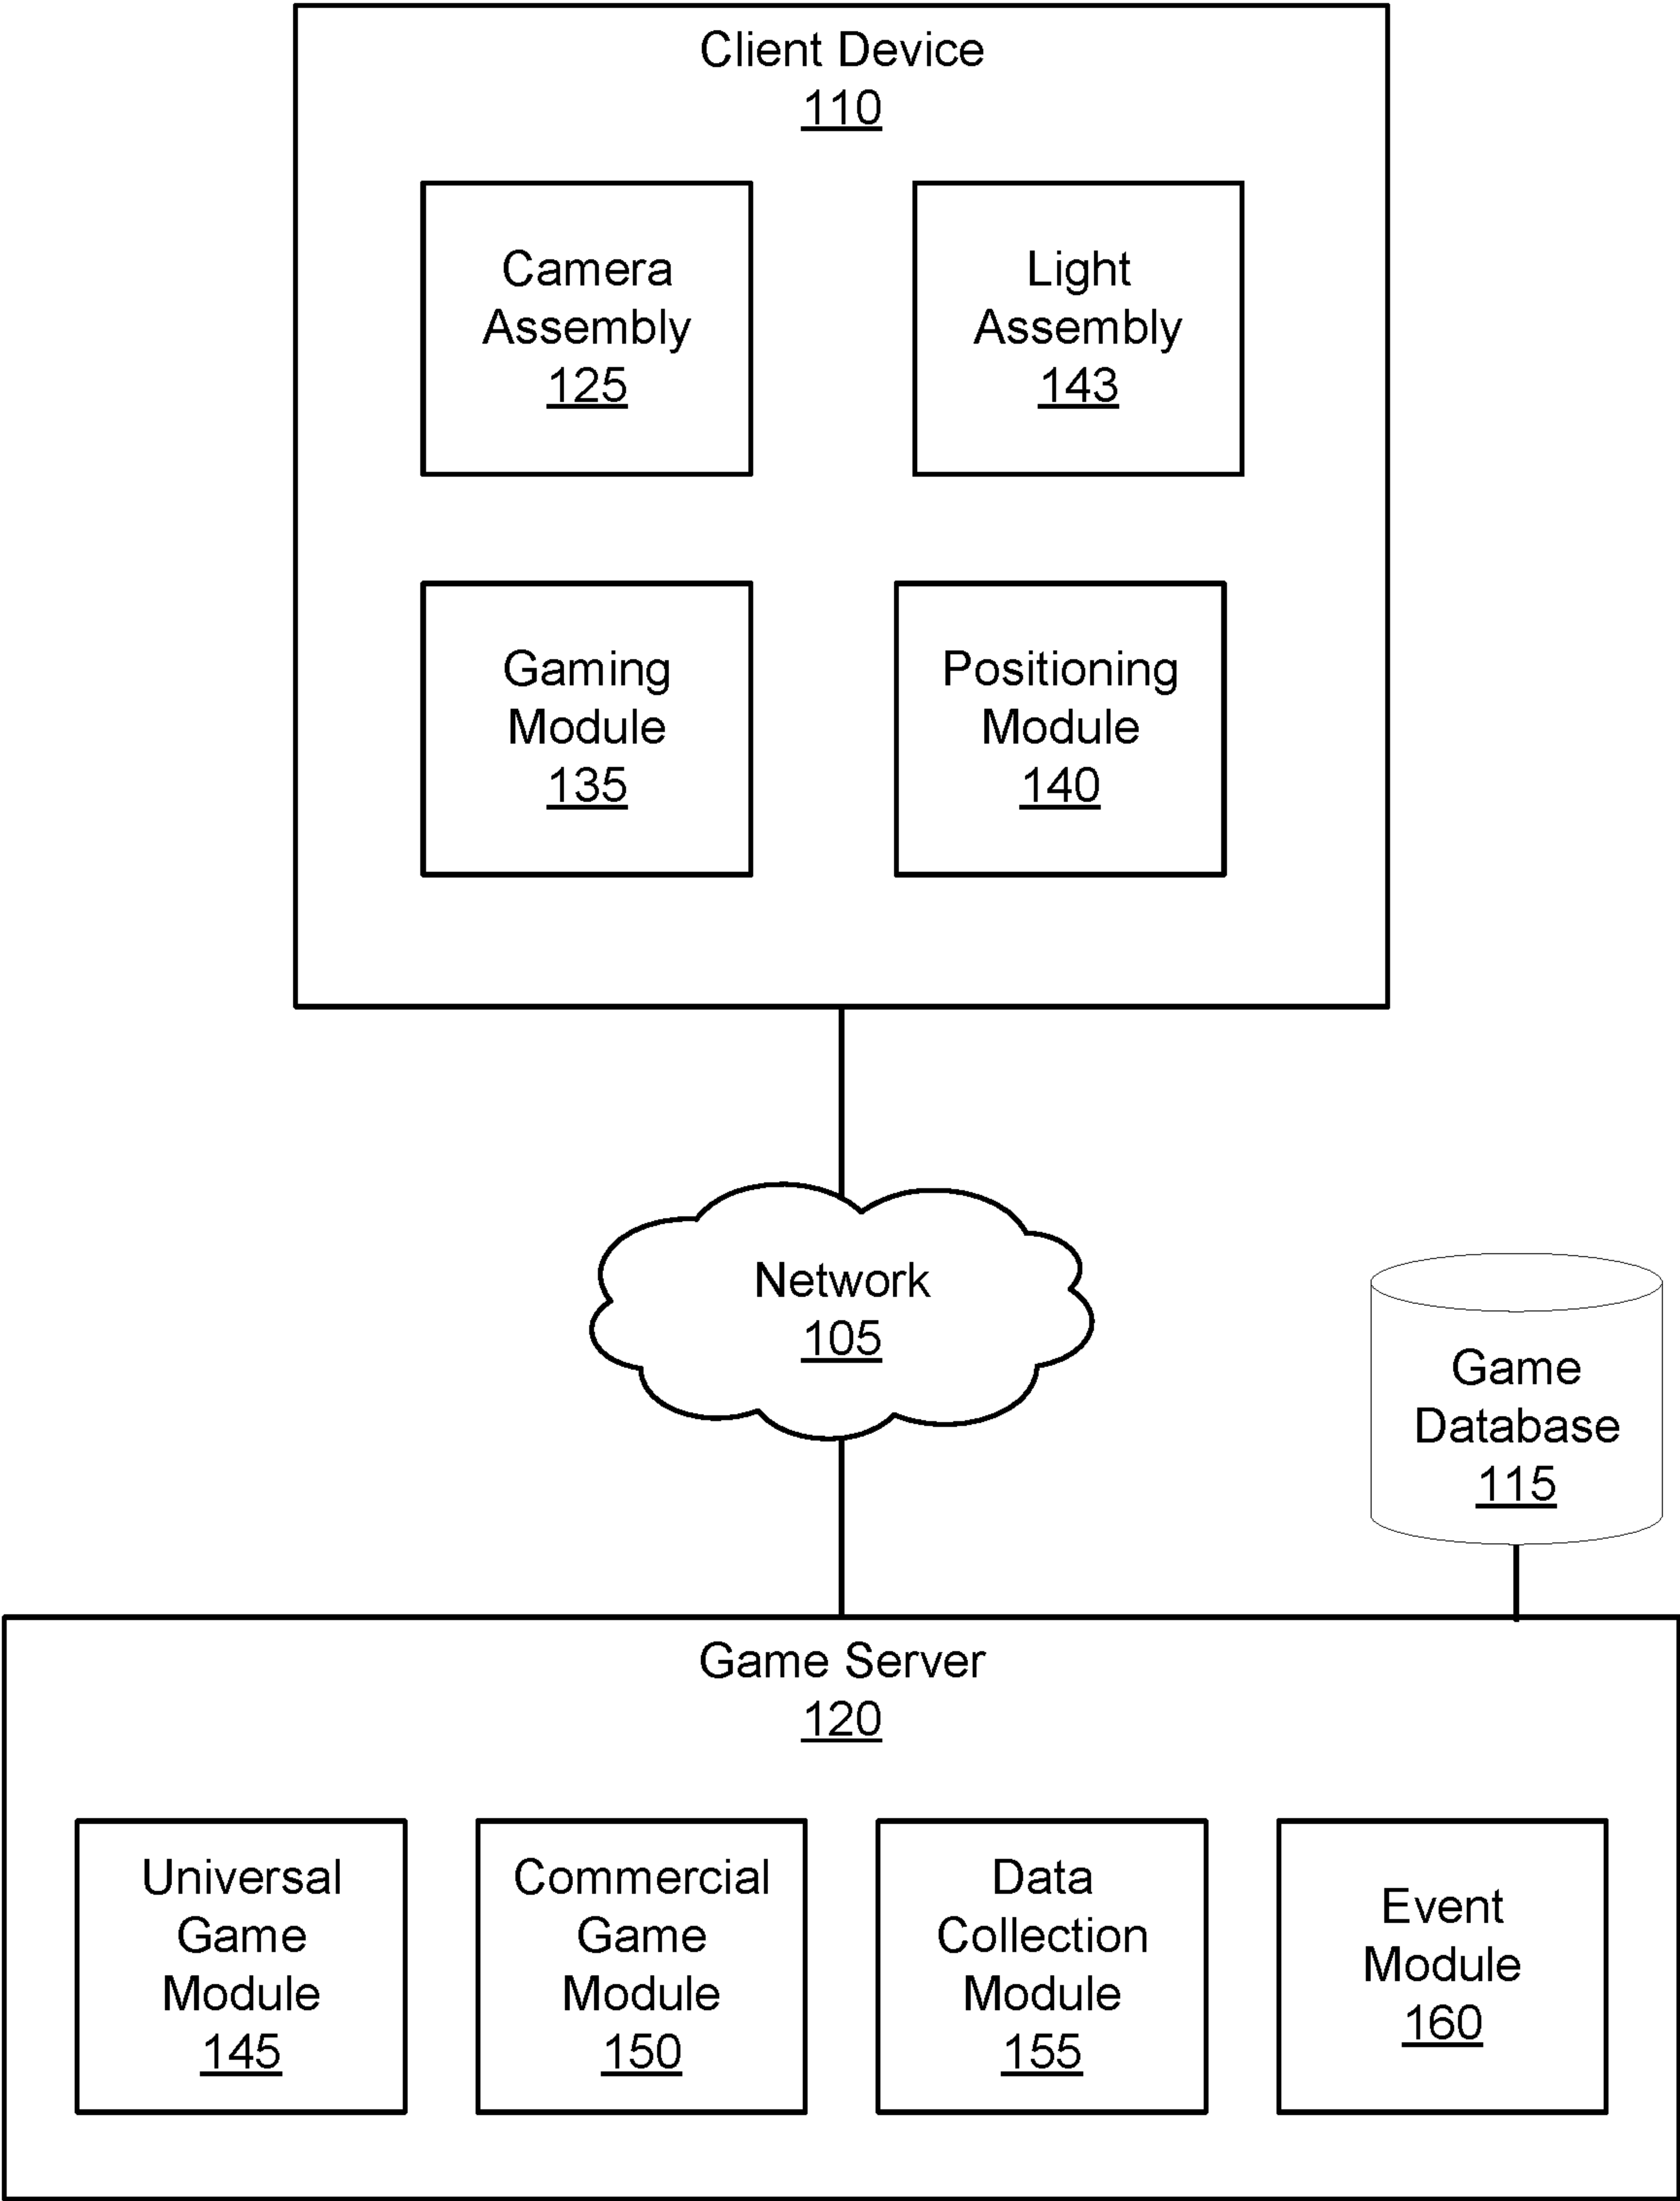 Client Device
110
Camera
Assembly
125
Light
Assembly
143
Gaming
Module
135
Positioning
Module
140
Network
105
Game
Database
115
Game Server
120
Universal
Game
Module
145
Commercial
Game
Module
150
Data
Collection
Module
155
Event
Module
160